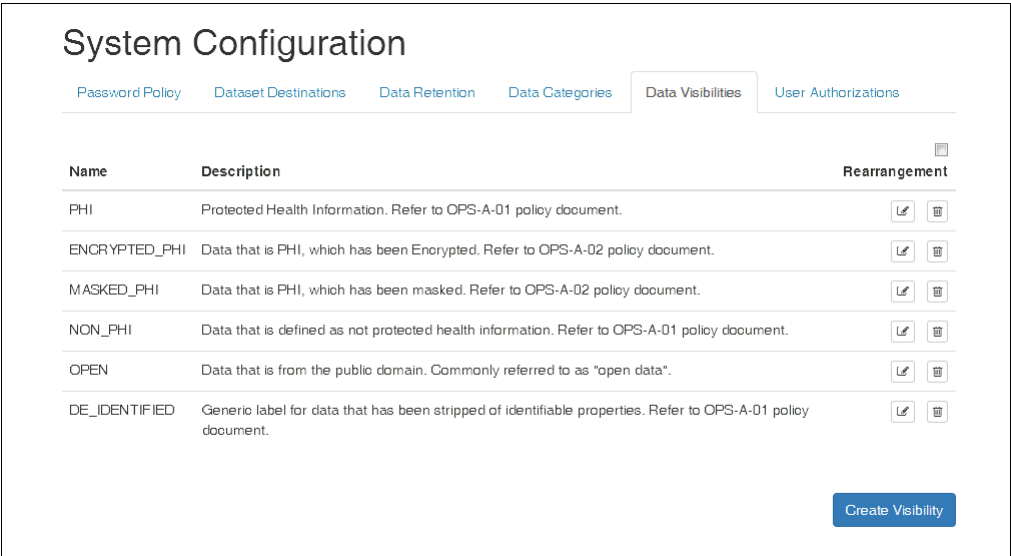 System Configuration
Password Policy Dataset Destinations Data Retention Data Categories Data Visibilities User Authorizations
Name Description Rearrangement
PHI Protected Health Information. Refer to OPS-A-01 policy document.
ENCRYPTED_PHI Data that is PHI, which has been Encrypted. Refer to OPS-A-02 policy document.
MASKED_PHI Data that is PHI, which has been masked. Refer to OPS-A-02 policy document.
NON_PHI Data that is defined as not protected health information. Refer to OPS-A-01 policy document.
OPEN Data that is from the public domain. Commonly referred to as "open data".
DE_IDENTIFIED Generic label for data that has been stripped of identifiable properties. Refer to OPS-A-01 policy
document.
Create Visibility